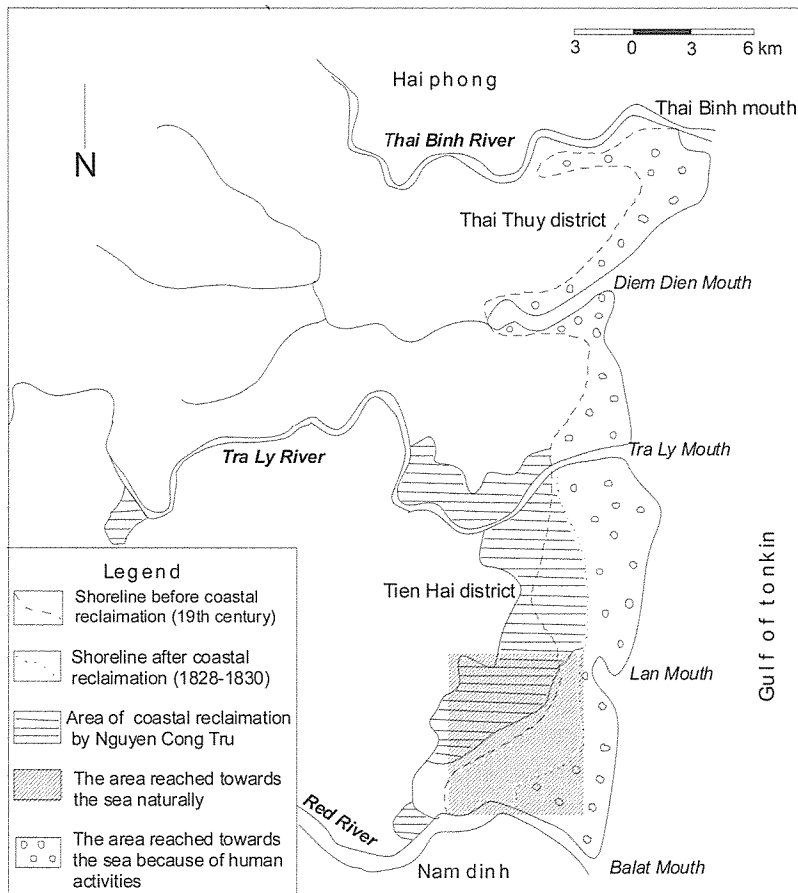 3 0 3 6 km
Hai phong
Thai Binh mouth
Thai Binh River
N
Thai Thuy district
Diem Dien Mouth
Tra Ly River
Tra Ly Mouth
Tien Hai district
Gulf of tonkin
Lan Mouth
Red River
Nam dinh
Balat Mouth
Legend
Shoreline before coastal
reclaimation (19th century)
Shoreline after coastal
reclaimation (1828-1830)
Area of coastal reclaimation
by Nguyen Cong Tru
The area reached towards
the sea naturally
The area reached towards
the sea because of human
activities